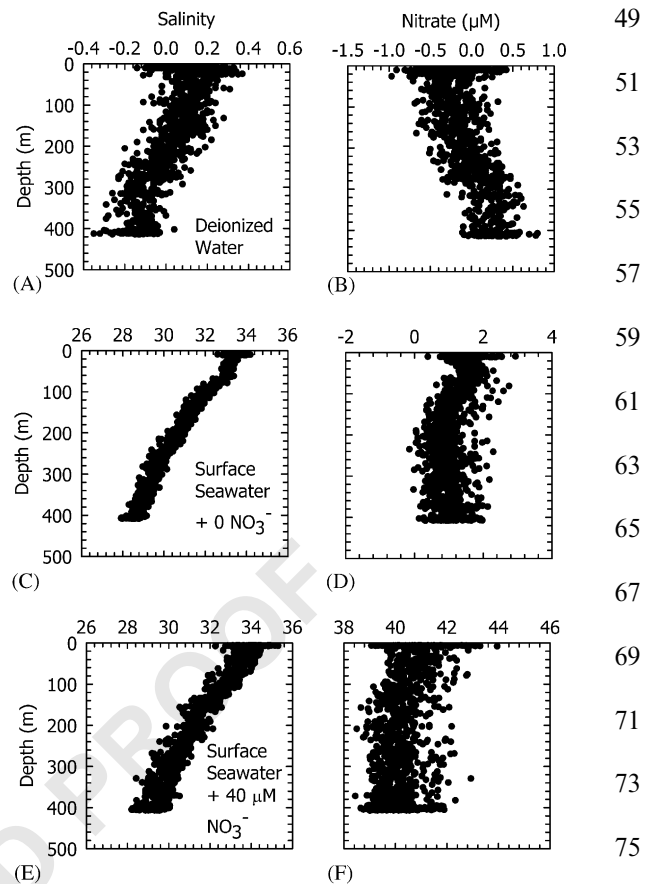 Salinity
Nitrate (µM)
49
-0.4 -0.2 0.0 0.2 0.4 0.6
-1.5 -1.0 -0.5 0.0 0.5 1.0
0
100
200
300
400
500
Depth (m)
Deionized
Water
51
53
55
57
(A)
(B)
26 28 30 32 34 36
-2 0 2 4
59
0
100
200
300
400
500
Depth (m)
Surface
Seawater
+ 0 NO3-
61
63
65
(C)
(D)
67
26 28 30 32 34 36
38 40 42 44 46
0
100
200
300
400
500
Depth (m)
Surface
Seawater
+ 40 µM
NO3-
69
71
73
75
(E)
(F)
D PROOF